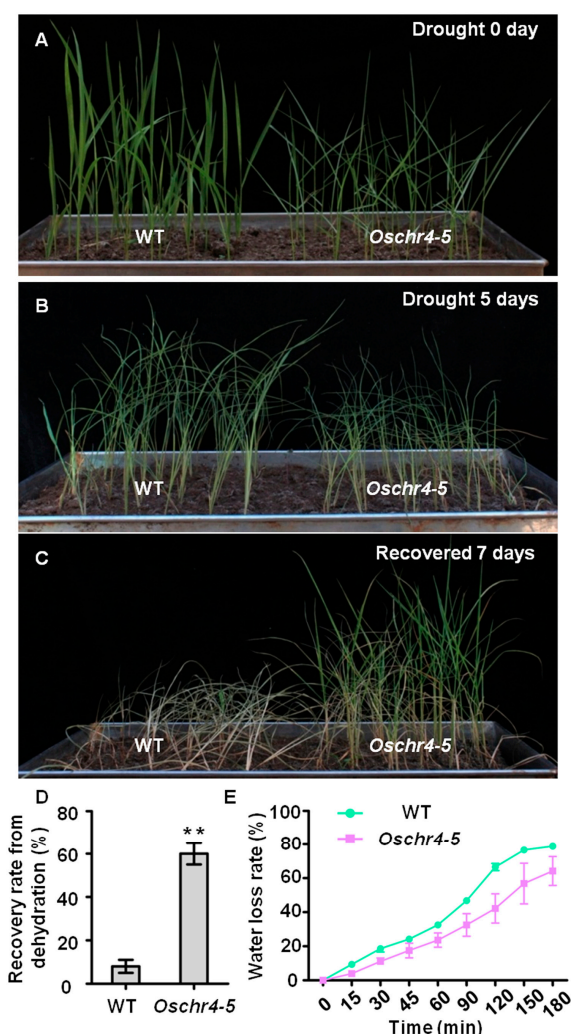 A
Drought 0 day
WT
Oschr4-5
B
Drought 5 days
WT
Oschr4-5
C
Recovered 7 days
WT
Oschr4-5
D
Recovery rate from
dehydration (%)
80
60
40
20
0
**
WT
Oschr4-5
E
WT
Oschr4-5
Water loss rate (%)
100
80
60
40
20
0
0 15 30 45 60 90 120 150 180
Time (min)